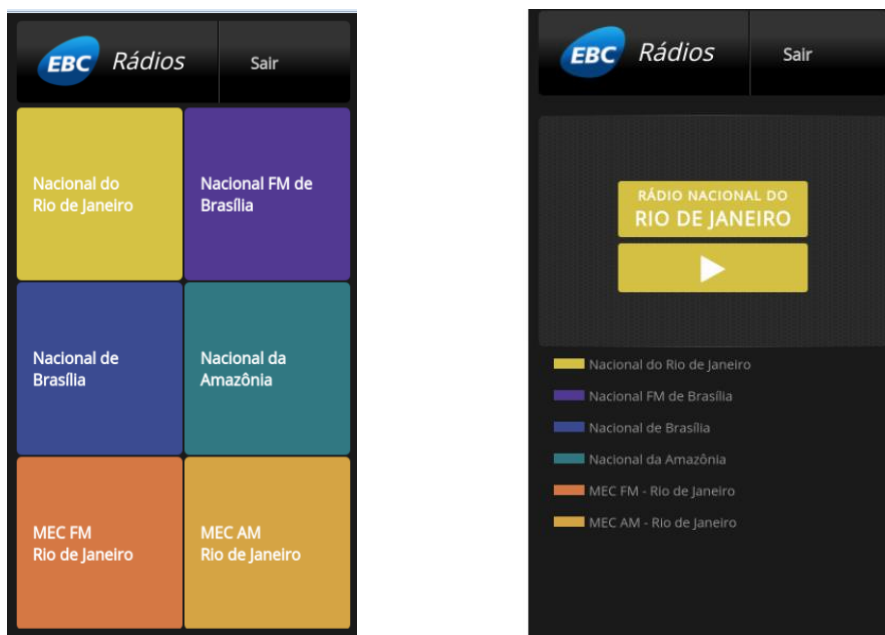 EBC Rádios Sair
Nacional do
Rio de Janeiro
Nacional FM de
Brasília
Nacional de
Brasília
Nacional da
Amazônia
MEC FM
Rio de Janeiro
MEC AM
Rio de Janeiro
EBC Rádios Sair
RÁDIO NACIONAL DO
RIO DE JANEIRO
Nacional do Rio de Janeiro
Nacional FM de Brasília
Nacional de Brasília
Nacional da Amazônia
MEC FM - Rio de Janeiro
MEC AM - Rio de Janeiro